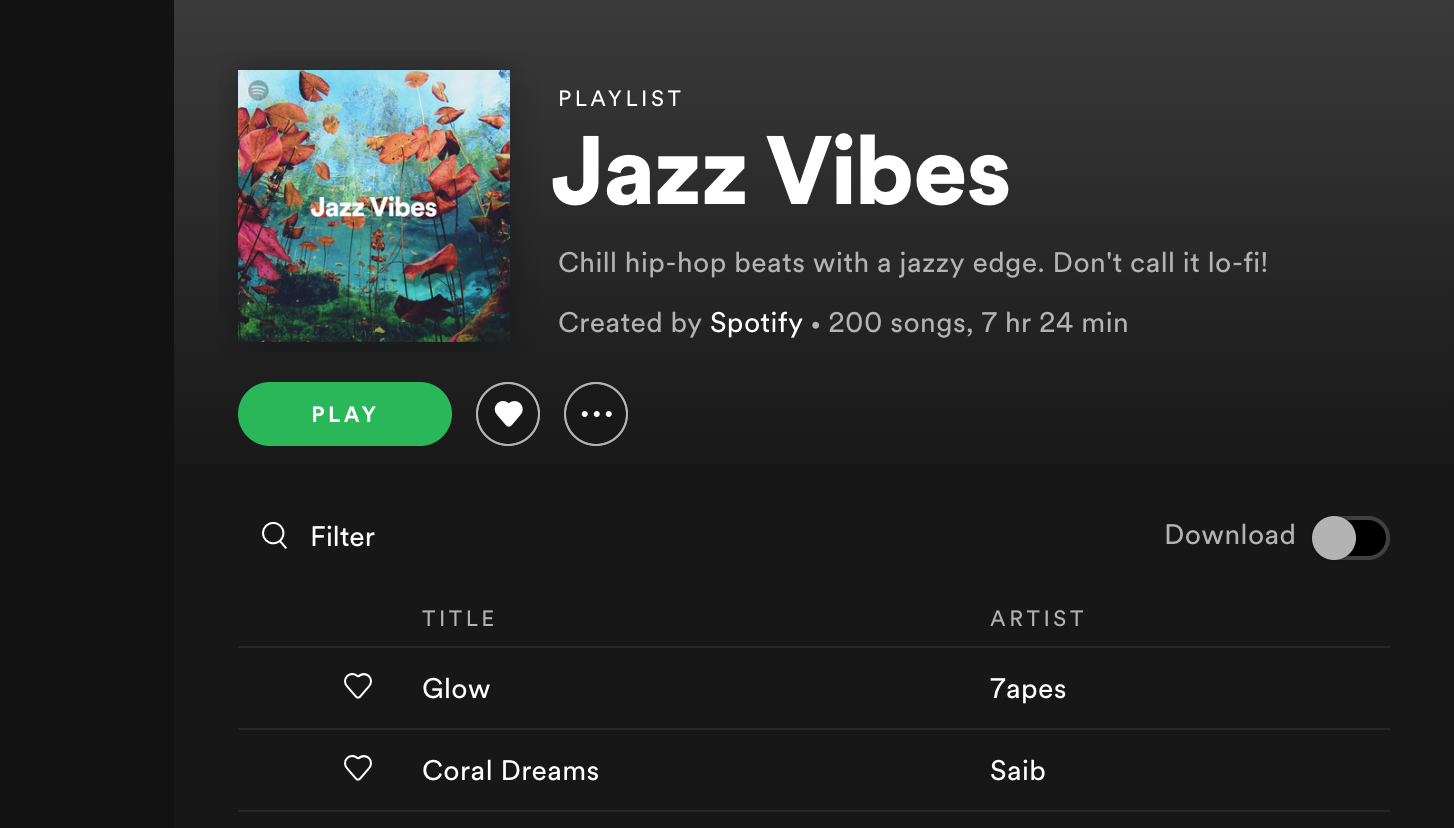 Jazz Vibes
PLAYLIST
Jazz Vibes
Chill hip-hop beats with a jazzy edge. Don't call it lo-fi!
Created by Spotify • 200 songs, 7 hr 24 min
PLAY
Filter
Download
TITLE ARTIST
Glow 7apes
Coral Dreams Saib